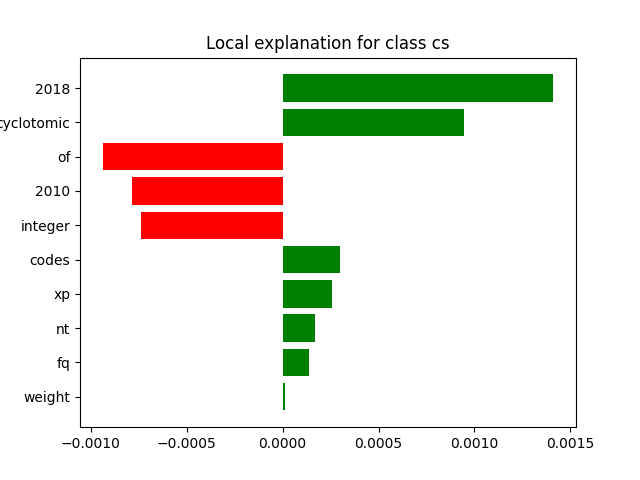 Local explanation for class cs
2018
cyclotomic
of
2010
integer
codes
xp
nt
fq
weight
−0.0010 −0.0005 0.0000 0.0005 0.0010 0.0015